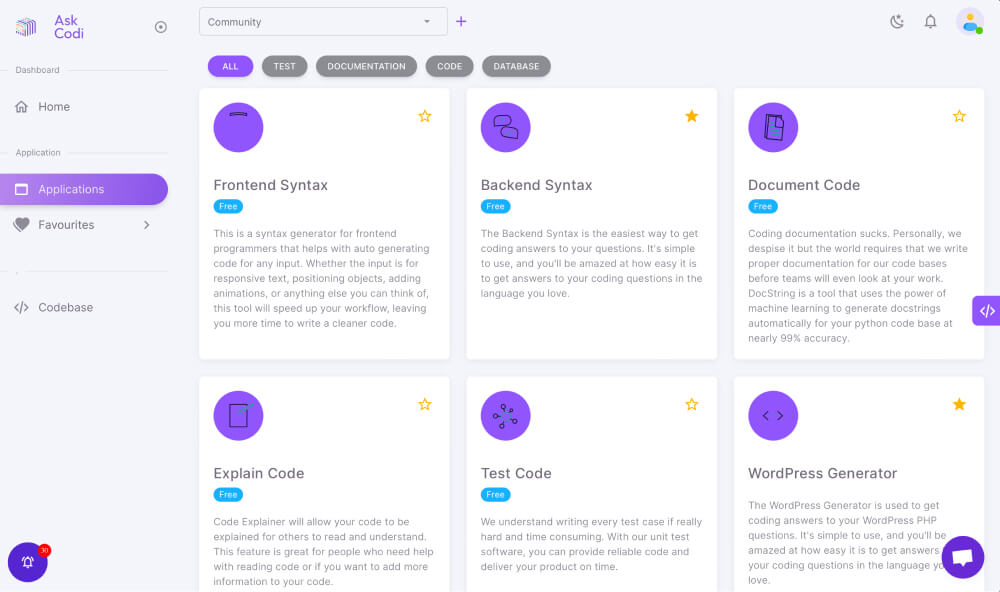 Ask
Codi
Community
Dashboard
ALL
TEST
DOCUMENTATION
CODE
DATABASE
Home
Application
Applications
Favourites
Codebase
Frontend Syntax
Free
This is a syntax generator for frontend
programmers that helps with auto generating
code for any input. Whether the input is for
responsive text, positioning objects, adding
animations, or anything else you can think of,
this tool will speed up your workflow, leaving
you more time to write a cleaner code.
Backend Syntax
Free
The Backend Syntax is the easiest way to get
coding answers to your questions. It's simple
to use, and you'll be amazed at how easy it is
to get answers to your coding questions in the
language you love.
Document Code
Free
Coding documentation sucks. Personally, we
despise it but the world requires that we write
proper documentation for our code bases
before teams will even look at your work.
DocString is a tool that uses the power of
machine learning to generate docstrings
automatically for your python code base at
nearly 99% accuracy.
Explain Code
Free
Code Explainer will allow your code to be
explained for others to read and understand.
This feature is great for people who need help
with reading code or if you want to add more
information to your code.
Test Code
Free
We understand writing every test case if really
hard and time consuming. With our unit test
software, you can provide reliable code and
deliver your product on time.
WordPress Generator
The WordPress Generator is used to get
coding answers to your WordPress PHP
questions. It's simple to use, and you'll be
amazed at how easy it is to get answers
your coding questions in the language
love.
30